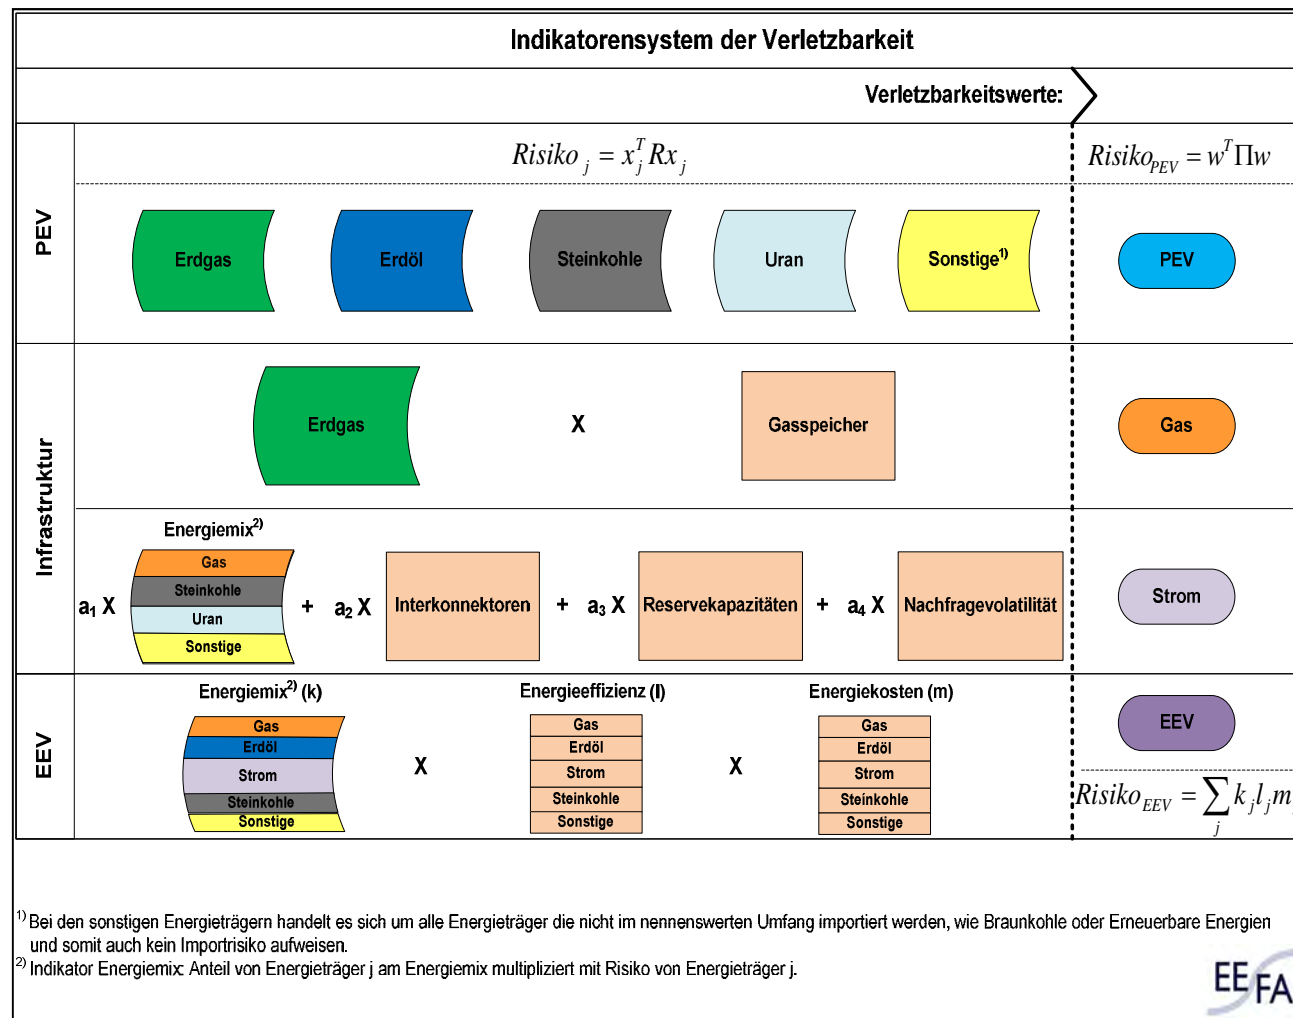 Indikatorensystem der Verletzbarkeit
Verletzbarkeitswerte:
PEV
Risiko_j = x_j^T R x_j
Risiko_PEV = w^T Π w
Erdgas
Erdöl
Steinkohle
Uran
Sonstige1)
PEV
Infrastruktur
Erdgas
X
Gasspeicher
Gas
Energiemix2)
a1 X
Gas
Steinkohle
Uran
Sonstige
+ a2 X
Interkonnektoren
+ a3 X
Reservekapazitäten
+ a4 X
Nachfragevolatilität
Strom
EEV
Energiemix2) (k)
Gas
Erdöl
Strom
Steinkohle
Sonstige
X
Energieeffizienz (l)
Gas
Erdöl
Strom
Steinkohle
Sonstige
X
Energiekosten (m)
Gas
Erdöl
Strom
Steinkohle
Sonstige
EEV
Risiko_EEV = ∑_j k_j l_j m
1) Bei den sonstigen Energieträgern handelt es sich um alle Energieträger die nicht im nennenswerten Umfang importiert werden, wie Braunkohle oder Erneuerbare Energien
und somit auch kein Importrisiko aufweisen.
2) Indikator Energiemix: Anteil von Energieträger j am Energiemix multipliziert mit Risiko von Energieträger j.
EEFA